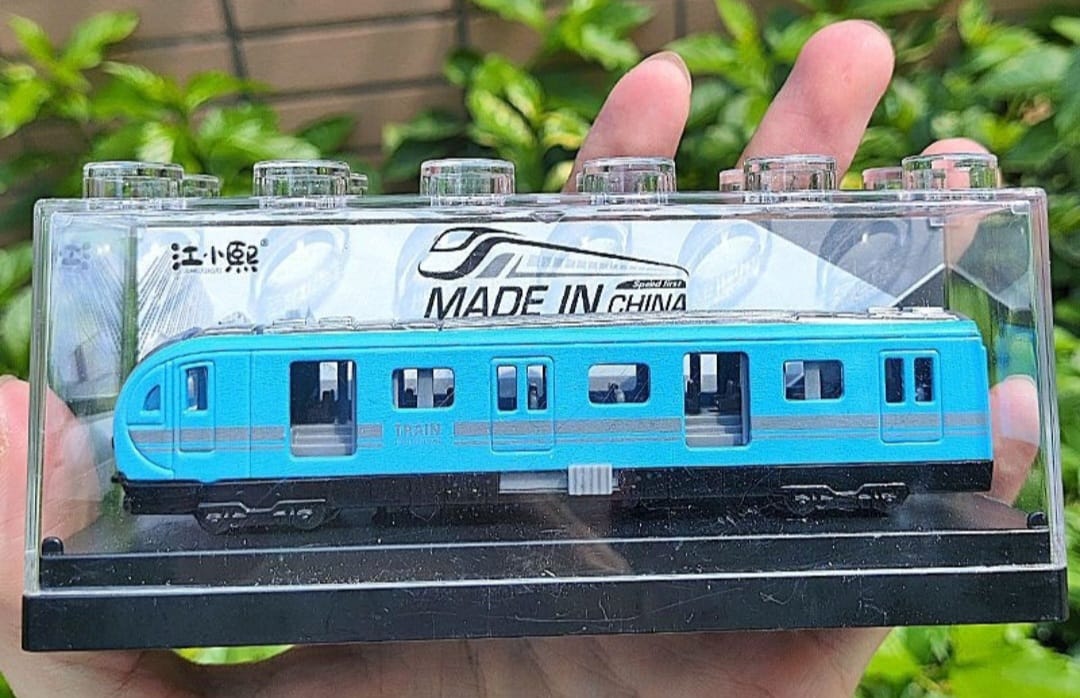 江小熙®
Speed first
MADE IN CHINA
TRAIN